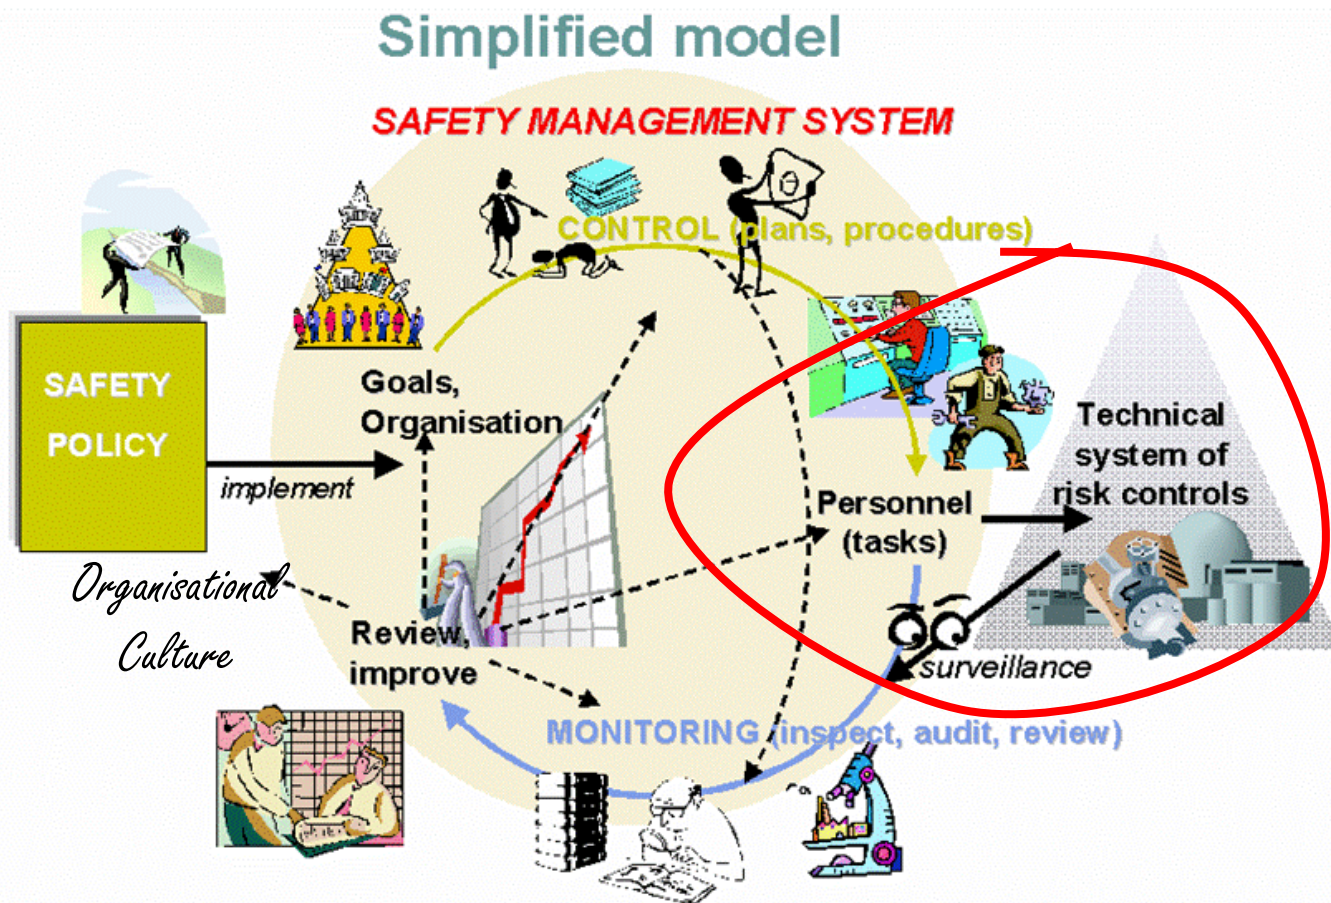 Simplified model
SAFETY MANAGEMENT SYSTEM
CONTROL (plans, procedures)
SAFETY
POLICY
implement
Goals,
Organisation
Technical
system of
risk controls
Personnel
(tasks)
Organisational
Culture
Review,
improve
surveillance
MONITORING (inspect, audit, review)